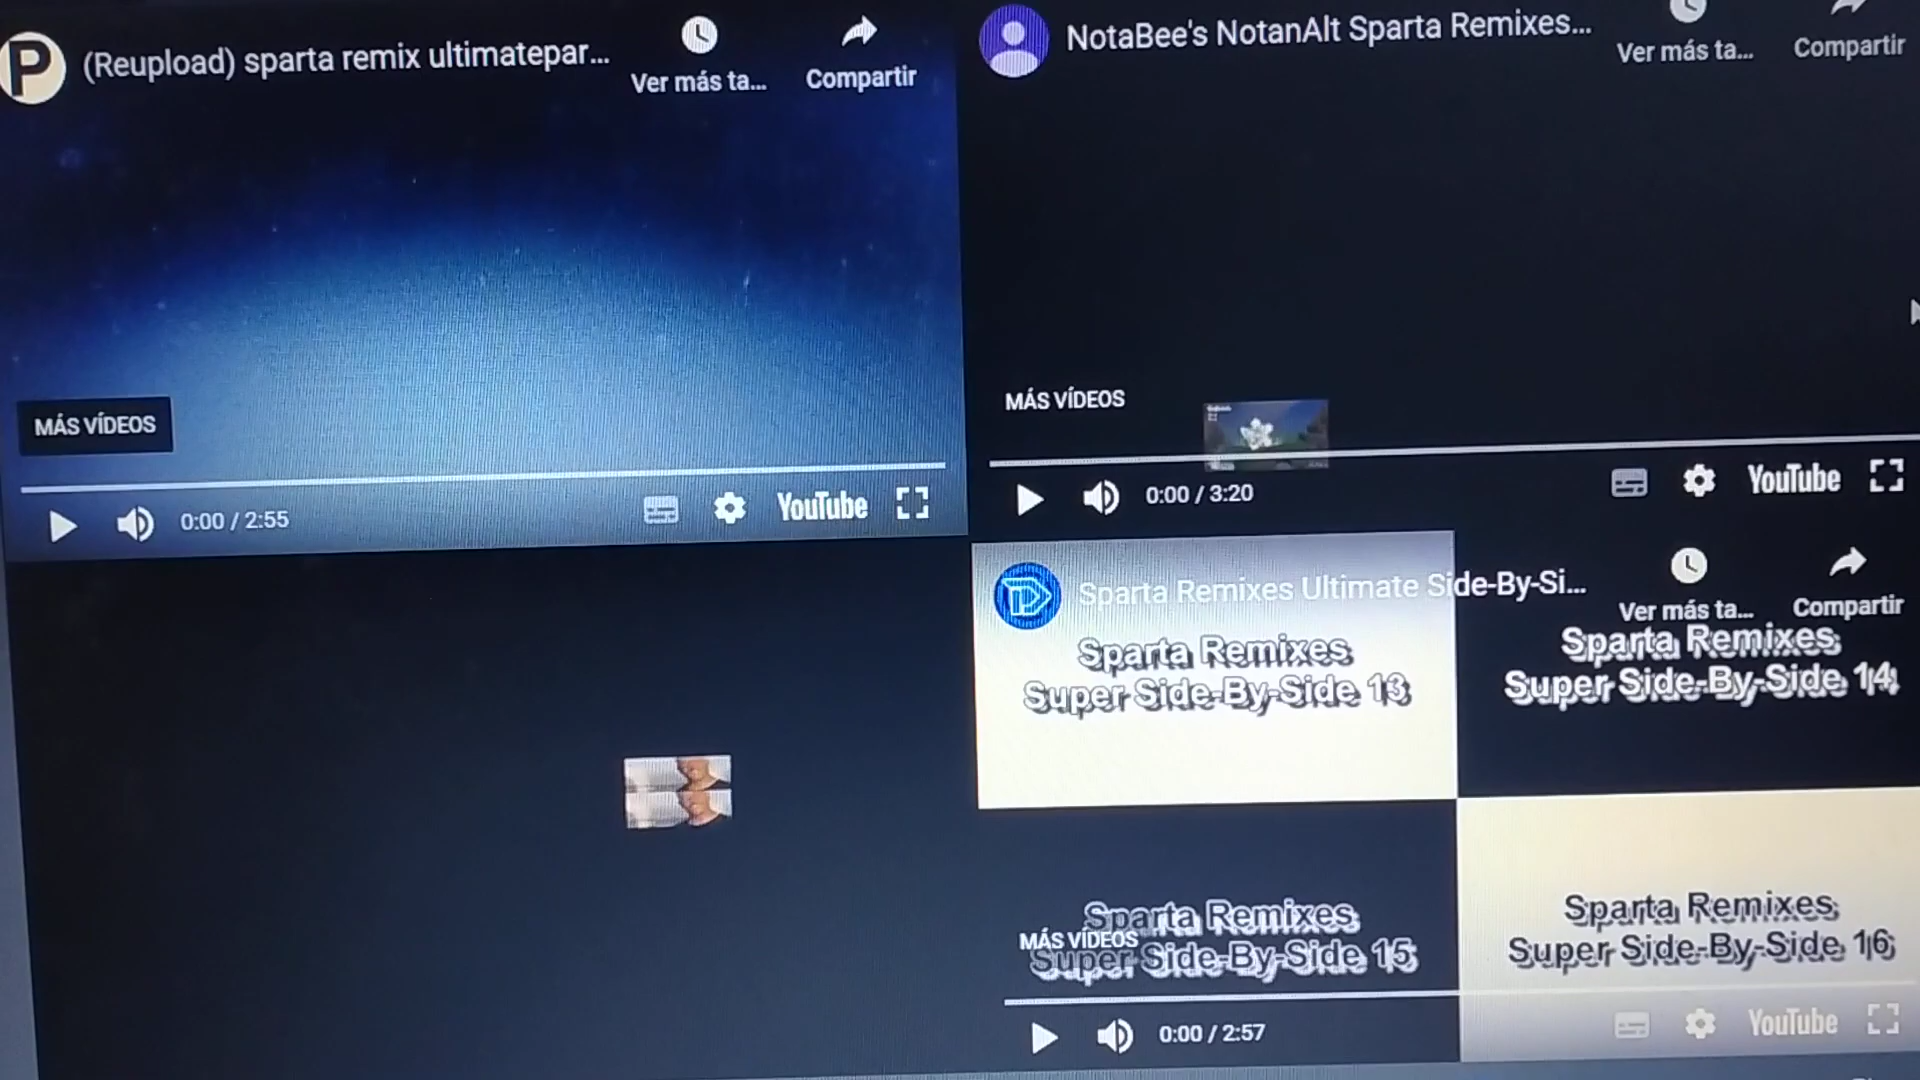 P
(Reupload) sparta remix ultimatepar...
Ver más ta...
Compartir
MÁS VÍDEOS
0:00 / 2:55
YouTube
NotaBee's NotanAlt Sparta Remixes...
Ver más ta...
Compartir
MÁS VÍDEOS
0:00 / 3:20
YouTube
Sparta Remixes Ultimate Side-By-Si...
Ver más ta...
Compartir
Sparta Remixes
Super Side-By-Side 13
Sparta Remixes
Super Side-By-Side 14
Sparta Remixes
MÁS VÍDEOS
Super Side-By-Side 15
Sparta Remixes
Super Side-By-Side 16
0:00 / 2:57
YouTube